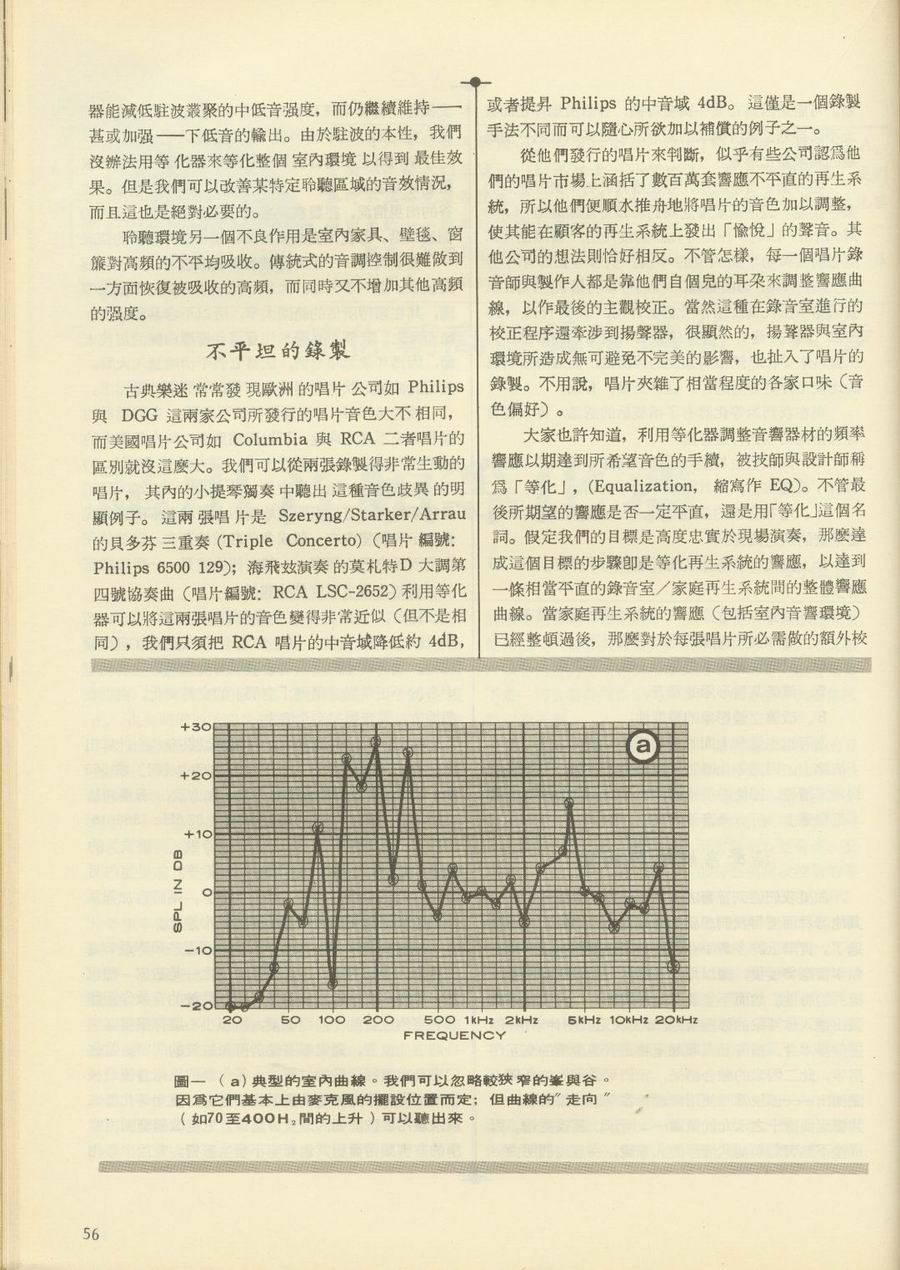 器能減低駐波叢聚的中低音强度，而仍繼續維持——
甚或加强——下低音的輸出。由於駐波的本性，我們
沒辦法用等化器來等化整個室內環境以得到最佳效
果。但是我們可以改善某特定聆聽區域的音效情況，
而且這也是絕對必要的。
聆聽環境另一個不良作用是室內家具、壁毯、窗
簾對高頻的不平均吸收。傳統式的音調控制很難做到
一方面恢復被吸收的高頻，而同時又不增加其他高頻
的强度。
不平坦的錄製
古典樂迷常常發現歐洲的唱片公司如 Philips
與 DGG 這兩家公司所發行的唱片音色大不相同，
而美國唱片公司如 Columbia 與 RCA 二者唱片的
區別就沒這麼大。我們可以從兩張錄製得非常生動的
唱片，其內的小提琴獨奏中聽出這種音色歧異的明
顯例子。這兩張唱片是 Szeryng/Starker/Arrau
的貝多芬三重奏 (Triple Concerto)（唱片編號：
Philips 6500 129)；海飛玆演奏的莫札特D大調第
四號協奏曲（唱片編號：RCA LSC-2652）利用等化
器可以將這兩張唱片的音色變得非常近似（但不是相
同），我們只須把 RCA 唱片的中音域降低約 4dB，
或者提昇 Philips 的中音域 4dB。這僅是一個錄製
手法不同而可以隨心所欲加以補償的例子之一。
從他們發行的唱片來判斷，似乎有些公司認爲他
們的唱片市場上涵括了數百萬套響應不平直的再生系
統，所以他們便順水推舟地將唱片的音色加以調整，
使其能在顧客的再生系統上發出「愉悅」的聲音。其
他公司的想法則恰好相反。不管怎樣，每一個唱片錄
音師與製作人都是靠他們自個兒的耳朵來調整響應曲
線，以作最後的主觀校正。當然這種在錄音室進行的
校正程序還牽涉到揚聲器，很顯然的，揚聲器與室內
環境所造成無可避免不完美的影響，也扯入了唱片的
錄製。不用說，唱片夾雜了相當程度的各家口味（音
色偏好）。
大家也許知道，利用等化器調整音響器材的頻率
響應以期達到所希望音色的手續，被技師與設計師稱
爲「等化」，(Equalization，縮寫作 EQ)。不管最
後所期望的響應是否一定平直，還是用「等化」這個名
詞。假定我們的目標是高度忠實於現場演奏，那麼達
成這個目標的步驟卽是等化再生系統的響應，以達到
一條相當平直的錄音室／家庭再生系統間的整體響應
曲線。當家庭再生系統的響應（包括室內音響環境）
已經整頓過後，那麼對於每張唱片所必需做的額外校
+30
+20
+10
0
-10
-20
SPL IN DB
a
20 50 100 200 500 1kHz 2kHz 5kHz 10kHz 20kHz
FREQUENCY
圖一 （a）典型的室內曲線。我們可以忽略較狹窄的峯與谷。
因爲它們基本上由麥克風的擺設位置而定；但曲線的"走向"
（如70至400H₂間的上升）可以聽出來。
56